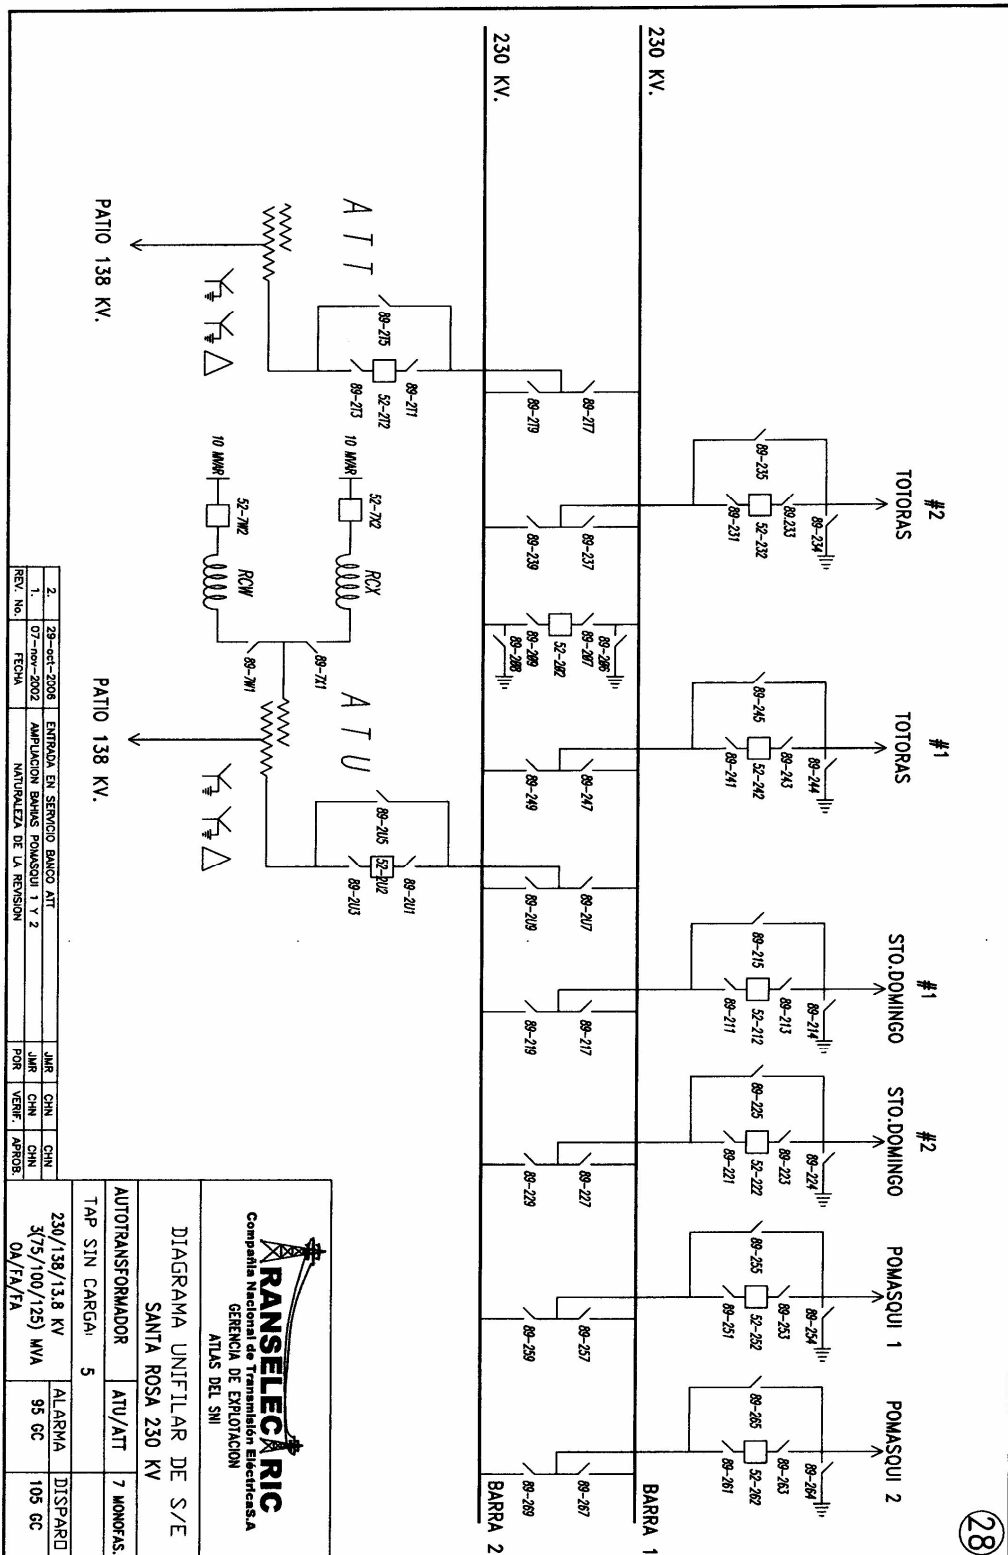 28
#2
TOTORAS
#1
TOTORAS
#1
STO.DOMINGO
#2
STO.DOMINGO
POMASQUI 1
POMASQUI 2
89-235
89-231
52-232
89.233
89-234
89-245
89-241
52-242
89-243
89-244
89-215
89-211
52-212
89-213
89-214
89-225
89-221
52-222
89-223
89-224
89-255
89-251
52-252
89-253
89-254
89-265
89-261
52-262
89-263
89-264
230 KV.
BARRA 1
89-2T9
89-2T7
89-239
89-237
89-209
52-202
89-207
89-206
89-208
89-249
89-247
89-2U9
89-2U7
89-219
89-217
89-229
89-227
89-259
89-257
89-269
89-267
230 KV.
BARRA 2
A T T
89-2T5
89-2T3
52-2T2
89-2T1
PATIO 138 KV.
10 MVAR
52-7X2
RCX
89-7X1
10 MVAR
52-7W2
RCW
89-7W1
A T U
89-2U5
89-2U3
52-2U2
89-2U1
PATIO 138 KV.
2. 29-oct-2006 ENTRADA EN SERVICIO BANCO ATT JMR CHN CHN
1. 07-nov-2002 AMPLIACION BAHIAS POMASQUI 1 Y 2 JMR CHN CHN
REV. No. FECHA NATURALEZA DE LA REVISION POR VERIF. APROB.
TRANSELECTRIC
Compañía Nacional de Transmisión Eléctrica S.A
GERENCIA DE EXPLOTACION
ATLAS DEL SNI
DIAGRAMA UNIFILAR DE S/E
SANTA ROSA 230 KV
AUTOTRANSFORMADOR ATU/ATT 7 MONOFAS.
TAP SIN CARGA: 5
230/138/13.8 KV
3(75/100/125) MVA
OA/FA/FA
ALARMA DISPARO
95 GC 105 GC